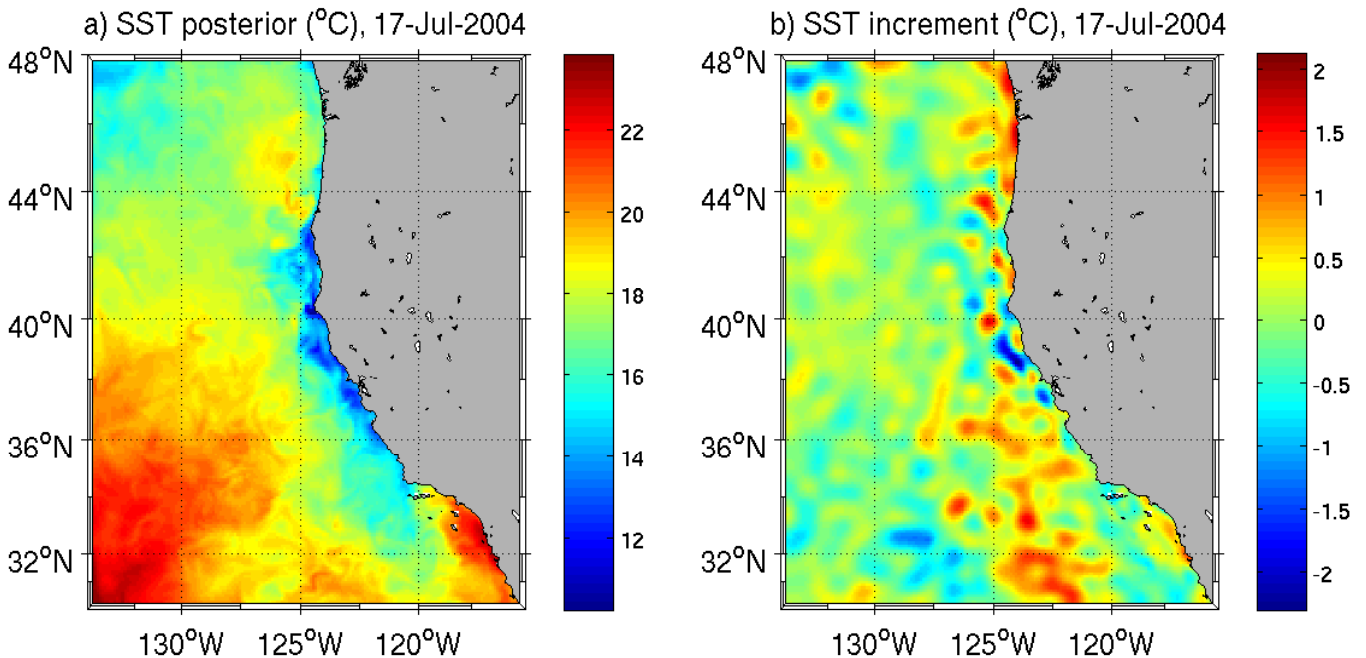 a) SST posterior (°C), 17-Jul-2004
b) SST increment (°C), 17-Jul-2004
48°N
44°N
40°N
36°N
32°N
130°W
125°W
120°W
22
20
18
16
14
12
48°N
44°N
40°N
36°N
32°N
130°W
125°W
120°W
2
1.5
1
0.5
0
-0.5
-1
-1.5
-2